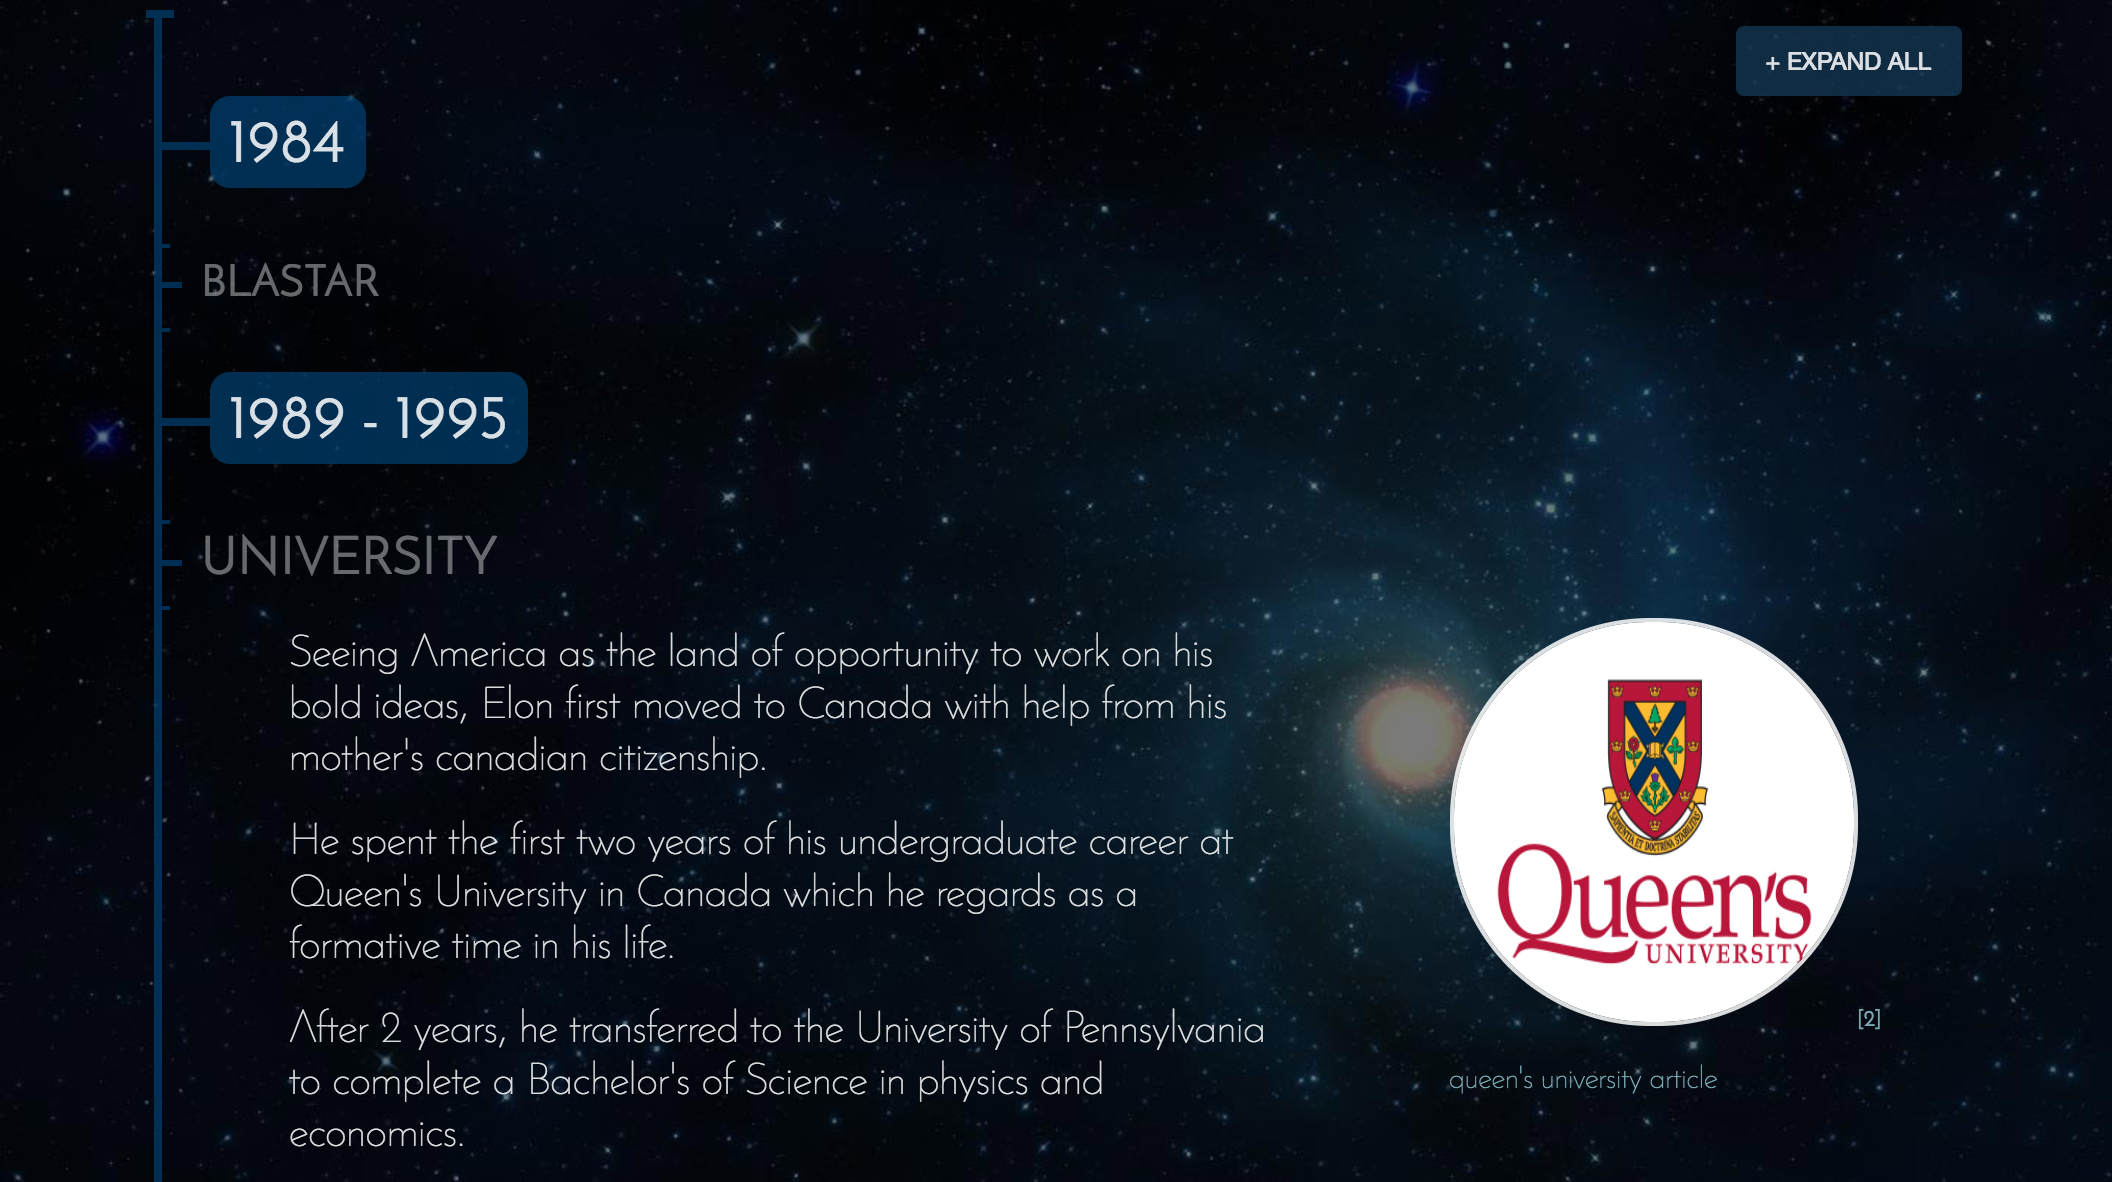 + EXPAND ALL
1984
BLASTAR
1989 - 1995
UNIVERSITY
Seeing America as the land of opportunity to work on his
bold ideas, Elon first moved to Canada with help from his
mother's canadian citizenship.
He spent the first two years of his undergraduate career at
Queen's University in Canada which he regards as a
formative time in his life.
After 2 years, he transferred to the University of Pennsylvania
to complete a Bachelor's of Science in physics and
economics.
SAPIENTIA ET DOCTRINA STABILITAS
Queen's
UNIVERSITY
[2]
queen's university article